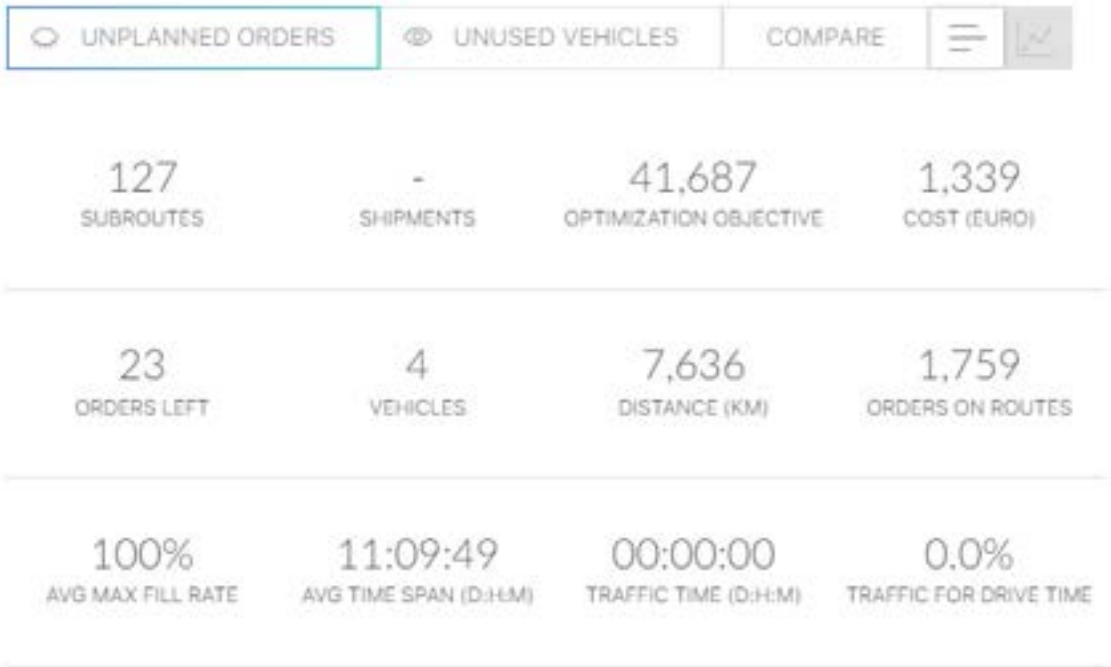 UNPLANNED ORDERS UNUSED VEHICLES COMPARE
127 - 41,687 1,339
SUBROUTES SHIPMENTS OPTIMIZATION OBJECTIVE COST (EURO)
23 4 7,636 1,759
ORDERS LEFT VEHICLES DISTANCE (KM) ORDERS ON ROUTES
100% 11:09:49 00:00:00 0.0%
AVG MAX FILL RATE AVG TIME SPAN (D:H:M) TRAFFIC TIME (D:H:M) TRAFFIC FOR DRIVE TIME